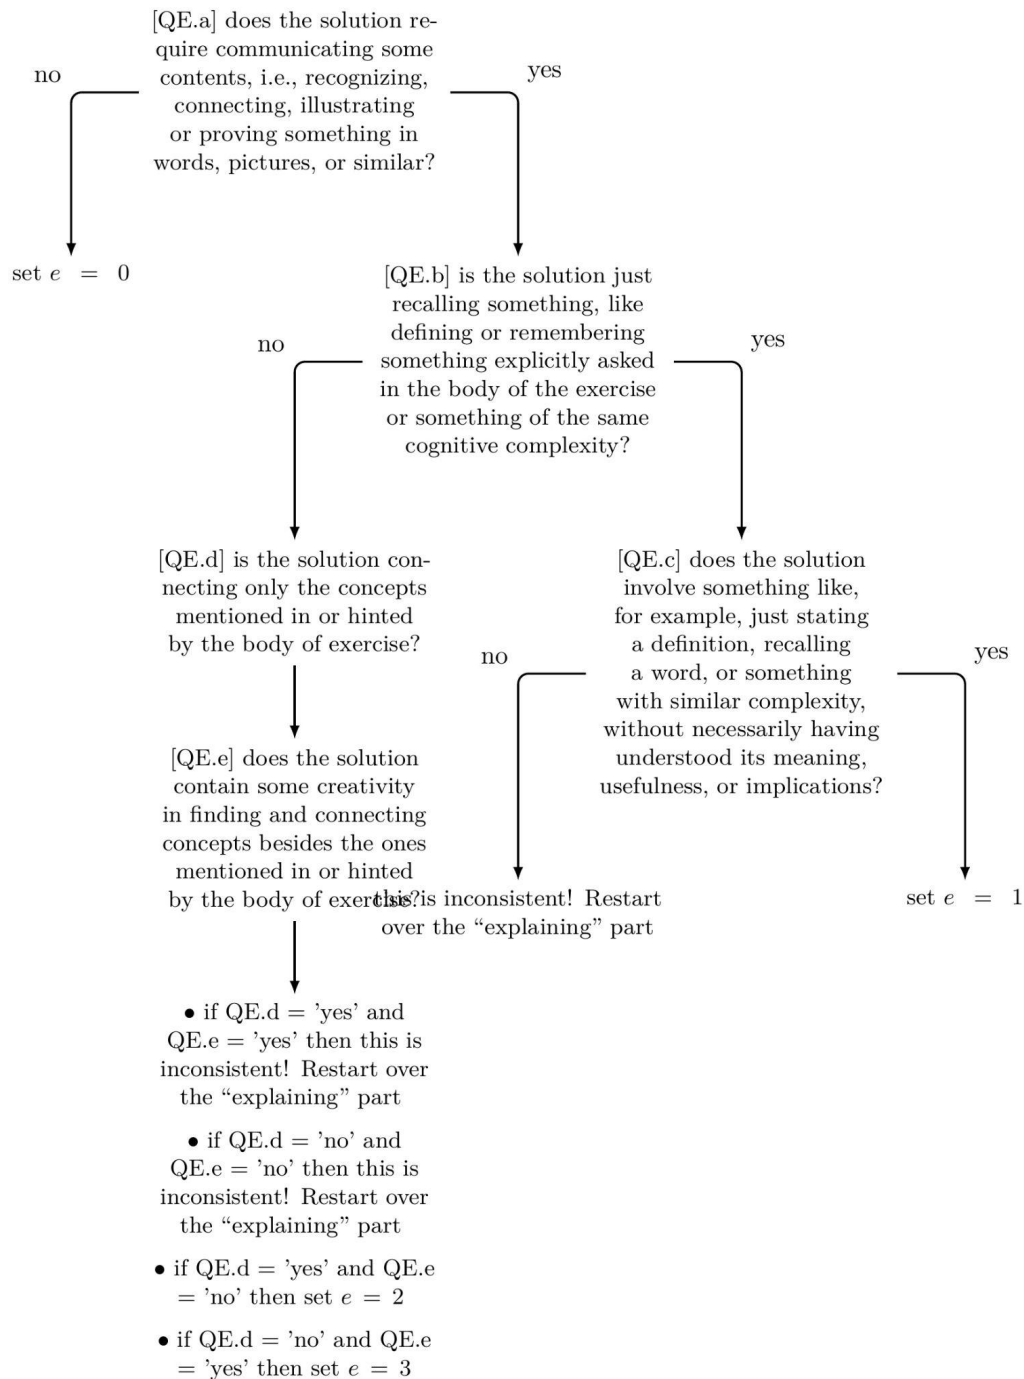 [QE.a] does the solution re-
quire communicating some
contents, i.e., recognizing,
connecting, illustrating
or proving something in
words, pictures, or similar?
no
yes
set e = 0
[QE.b] is the solution just
recalling something, like
defining or remembering
something explicitly asked
in the body of the exercise
or something of the same
cognitive complexity?
no
yes
[QE.d] is the solution con-
necting only the concepts
mentioned in or hinted
by the body of exercise?
[QE.c] does the solution
involve something like,
for example, just stating
a definition, recalling
a word, or something
with similar complexity,
without necessarily having
understood its meaning,
usefulness, or implications?
no
yes
[QE.e] does the solution
contain some creativity
in finding and connecting
concepts besides the ones
mentioned in or hinted
by the body of exercise?
this is inconsistent! Restart
over the “explaining” part
set e = 1
• if QE.d = 'yes' and
QE.e = 'yes' then this is
inconsistent! Restart over
the “explaining” part
• if QE.d = 'no' and
QE.e = 'no' then this is
inconsistent! Restart over
the “explaining” part
• if QE.d = 'yes' and QE.e
= 'no' then set e = 2
• if QE.d = 'no' and QE.e
= 'yes' then set e = 3